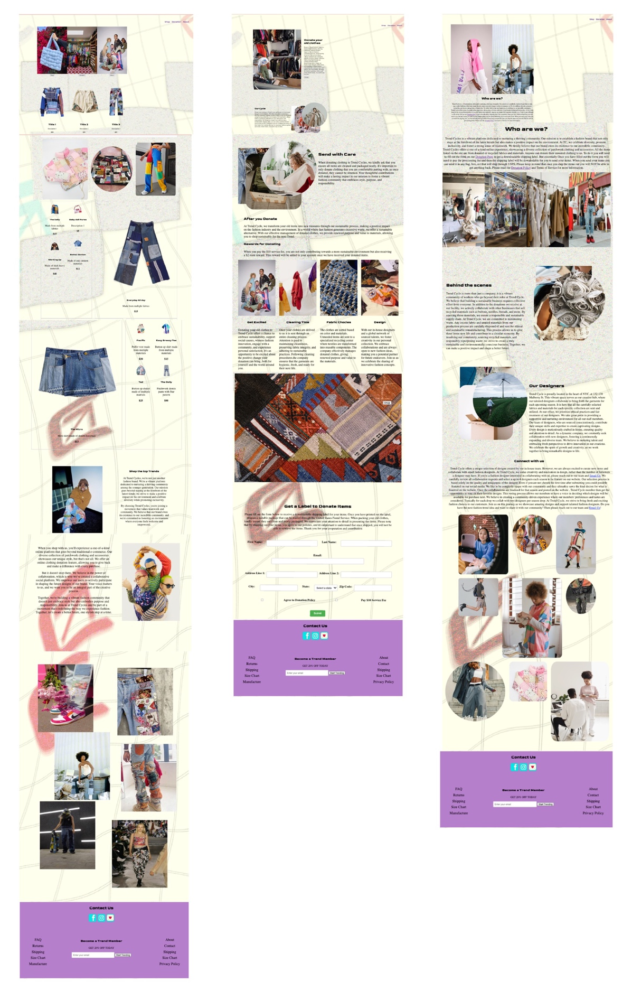 Shop Donation About
Title 1
Title 2
Title 3
Description 1
The Salty
Baby doll Purse
Made from multiple
fabrics
Description 1
$15
$8
Working Up
Better denim
Made of thick heavy
materials
Made of only denim
materials
$40
$12
Everyday All day
Made from multiple fabrics
Pacific
Easy Breezy Tee
Puffer vest made
from multiple
materials
Button up shirt made
from multiple
materials
$30
$15
Ted
The Dolly
Button up shaket
made of multiple
Patchwork denim
pants with blue
pattern
$25
$90
The Micro
Mini skirt made of denim materials
$15
Shop the top Trends
At Trend Cycles, we're not just another
fashion brand. We're a vibrant platform
dedicated to nurturing a thriving community
among the younger generation. Our mission
goes beyond staying at the forefront of the
latest trends; we strive to make a positive
impact on the environment and celebrate
diversity while promoting inclusivity.
By choosing Trend Cycles, you're joining a
movement that values teamwork and
community. We believe that our brand owes
its existence to our incredible community, and
we're committed to fostering an environment
where everyone feels welcome and
empowered.
When you shop with us, you'll experience a one-of-a-kind
online platform that goes beyond traditional e-commerce. Our
diverse collection of patchwork clothing and accessories
showcases our unique style, but that's not all. We offer an
online clothing donation feature, allowing you to give back
and make a difference with every purchase.
But it doesn't stop there. We believe in the power of
collaboration, which is why we've created a collaborative
social platform. We empower our users to actively participate
in shaping the future designs of our brand. Your voice matters
to us, and we want you to be an integral part of the creative
process.
Together, we're building a vibrant fashion community that
doesn't just embrace style but also embodies purpose and
responsibility. Join us at Trend Cycles and be part of a
movement that's redefining the way we experience fashion.
Together, let's create a better future, one stylish step at a time.
Contact Us
FAQ
Returns
Shipping
Size Chart
Manufacture
Become a Trend Member
GET 20% OFF TODAY
Enter your email
Start Trending
About
Contact
Shipping
Size Chart
Privacy Policy
Shop Donation About
Donate your
old clothes
Our Cycle
Send with Care
When donating clothing to Trend Cycles, we kindly ask that you
ensure all items are cleaned and packaged neatly. It's important to
only donate clothing that you are comfortable parting with, as once
donated, they cannot be returned. Your thoughtful contributions
will make a lasting impact in our mission to foster a vibrant
fashion community that embraces style, purpose, and
responsibility.
After you Donate
At Trend Cycle, we transform your old items into new treasures through our sustainable process, making a positive impact
on the fashion industry and the environment. In a world where fast fashion generates excessive waste, we offer a sustainable
alternative. With our effective management of donated clothes, we provide renewed purpose and value to materials, allowing
you to shop sustainably for the next Trend.
Rewards for Donating
When you pay the $10 service fee, you are not only contributing towards a more sustainable environment but also receiving
a $2 store reward. This reward will be added to your account once we have received your donated items.
Get Excited
Donating your old clothes to
Trend Cycle offers a chance to
embrace sustainability, support
social causes, witness fashion
innovation, engage with a
community, and experience
personal satisfaction. It's an
opportunity to be excited about
the positive change your
donation can bring, both for
yourself and the world around
you.
Cleaning Time
Once your clothes are delivered
to us it is sent through an
entire cleaning process.
Attention is paid to
maintaining cleanliness,
preserving fabric integrity, and
adhering to sustainable
practices. Following cleaning
procedures,the company
ensures that the garments are
hygienic, fresh, and ready for
their next life.
Fabric Chocies
The clothes are sorted based
on color and materials.
Unneeded items are sent to a
specialized recycling center
where textiles are transformed
into reusable components. The
company effectively manages
donated clothes, giving
renewed purpose and value to
the materials.
Design
With our in-house designers
and a global network of
sourced talents, we foster
creativity in our personal
collection. We embrace
collaborations and are always
open to new fashion ideas,
making you a potential partner
for future endeavors. Join us as
we celebrate the sharing of
innovative fashion concepts.
Shop
Get a Label to Donate Items
Please fill out the form below to receive a downloadable shipping label for your items. Once you have printed out the label,
prepare a suitable package that can be mailed through the United States Postal Service. When packing your old clothes,
kindly ensure they are clean and neatly packaged. We appreciate your attention to detail in presenting the items. Please note
that by shipping out your items, you agree to our policies, and it's important to understand that once shipped, you will not be
able to retrieve the items. Thank you for your cooperation and contribution.
First Name:
Last Name:
Email:
Address Line 1:
Address Line 2:
City:
State:
Select a state
Zip Code:
Agree to Donation Policy
Pay $10 Service Fee
Submit
Contact Us
FAQ
Returns
Shipping
Size Chart
Manufacture
Become a Trend Member
GET 20% OFF TODAY
Enter your email
Start Trending
About
Contact
Shipping
Size Chart
Privacy Policy
Shop Donation About
Who are we?
Who are we?
Trend Cycles is a vibrant platform dedicated to nurturing a thriving community. Our mission is to establish a fashion brand that not only
stays at the forefront of the latest trends but also makes a positive impact on the environment. At TC, we celebrate diversity, promote
inclusivity, and foster a strong sense of teamwork. We firmly believe that our brand owes its existence to our incredible community.
Trend Cycles offers a one-of-a-kind online experience, showcasing a diverse collection of patchwork clothing and accessories. All the items
listed on the site are from donated or recycled fabrics and materials. Anyone can donate their unwanted clothing to us. To do it you will need
to fill out the form on our Donation Page to get a downloadable shipping label. But essentially Once you have filled out the form you will
need to pay the proccessing fee and then the shipping label will be downloadable for you to send your items. When you send your items you
can send it in any bag, box, ect that will ship through USPS. Please keep in mind that once you ship the items out you will NOT be able to
get anything back. Please read our Donation Policy and Terms of Service for more information.
Behind the scenes
Trend Cycle is more than just a company; it is a vibrant
community of workers who go beyond their roles at Trend Cycle.
We believe that building a sustainable business requires collective
effort from everyone. In addition to the donations we receive at
our facility, we actively collaborate with other businesses that sell
recycled materials such as buttons, needles, threads, and more. By
sourcing these materials, we ensure a responsible and sustainable
supply chain. At Trend Cycle, we are committed to minimizing
waste. Any excess fabric and unused materials from our
production process are carefully disposed of and sent for ethical
and sustainable remanufacturing. This process allows us to give
these items new life and contribute to a circular economy. By
involving our community, sourcing recycled materials, and
responsibly repurposing waste, we strive to create a truly
sustainable and environmentally conscious business. Together, we
can make a positive impact and shape a better future.
Our Designers
Trend Cycle is proudly located in the heart of NYC, at 132-138
Mulberry St. This vibrant space serves as our creative hub, where
our talented designers collaborate to bring forth the garments for
each upcoming season. It is here that all the carefully selected
fabrics and materials for each specific collection are sent and
utilized. At our office, we prioritize ethical practices and fair
treatment of our designers. We take great pride in providing a
supportive and nurturing environment for all our staff members.
Our team of designers, who are sourced conscientiously, contribute
their unique skills and expertise to create captivating designs.
Every design is meticulously crafted in-house, ensuring quality
and attention to detail. As a dynamic company, we constantly seek
collaboration with new designers, fostering a continuously
expanding and diverse team. We believe in nurturing talent and
embracing fresh perspectives to drive innovation in our creations.
We celebrate the spirit of growth and creativity, as we work
together to bring remarkable designs to life.
Connect with us
Trend Cycle offers a unique selection of designs created by our in-house team. However, we are always excited to curate new items and
collaborate with small fashion designers. At Trend Cycle, we value creativity and innovation in design, rather than the number of followers
a designer may have. If you're a fashion designer interested in collaborating with us, please reach out to our team and Email Us. We
carefully review all collaboration requests and select a up to 4 designers each season to be feature on our website. Our selection process is
based solely on the quality and uniqueness of the designs. Even if you are not chosen the first time after submitting you could possibly
featured on our social media. We like to be completly opaque with our community and they ultimatley savvy the final decion for what is
featured on the website. Once the collaborations are finalized for that season and posted on the website , Trend Cycle member then get the
opportunity to vote on their favorite designs. This voting process allows our members to have a voice in deciding which designs will be
available for purchase next. We believe in creating a community-driven experience where our members' preferences and tastes are
considered. Typically for each drop we collab with two designers per season drop. At Trend Cycle, we strive to bring fresh and exciting
fashion choices to our customers. Join us on this journey as we showcase amazing designs and support talented fashion designers. Do you
have the next fashion trend idea and want to share it with our community? Then please reach out to our team and Email Us!
Contact Us
FAQ
Returns
Shipping
Size Chart
Manufacture
Become a Trend Member
GET 20% OFF TODAY
Enter your email
Start Trending
About
Contact
Shipping
Size Chart
Privacy Policy